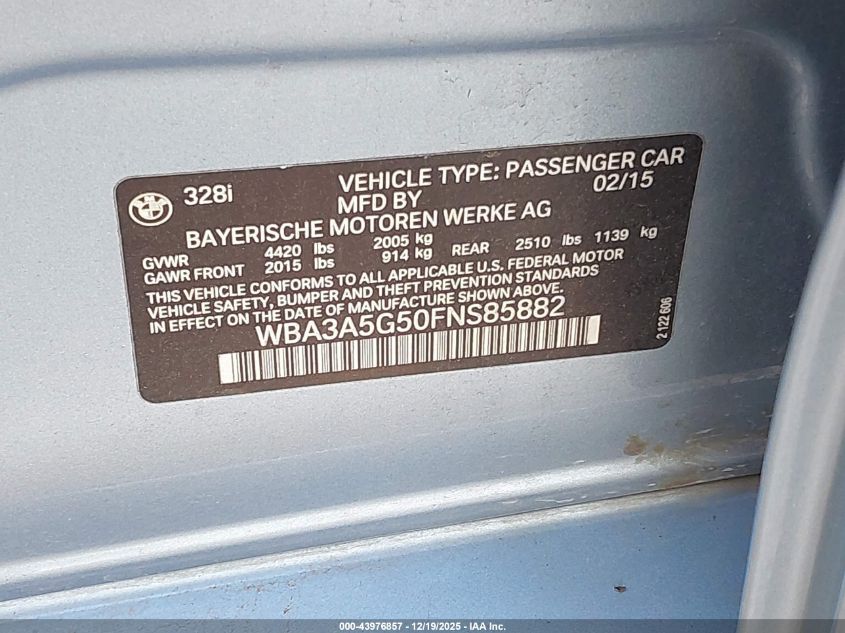 328i VEHICLE TYPE: PASSENGER CAR
MFD BY 02/15
BAYERISCHE MOTOREN WERKE AG
GVWR 4420 lbs 2005 kg
GAWR FRONT 2015 lbs 914 kg REAR 2510 lbs 1139 kg
THIS VEHICLE CONFORMS TO ALL APPLICABLE U.S. FEDERAL MOTOR
VEHICLE SAFETY, BUMPER AND THEFT PREVENTION STANDARDS
IN EFFECT ON THE DATE OF MANUFACTURE SHOWN ABOVE.
WBA3A5G50FNS85882
2 122 606
000-43976857 - 12/19/2025 - IAA Inc.